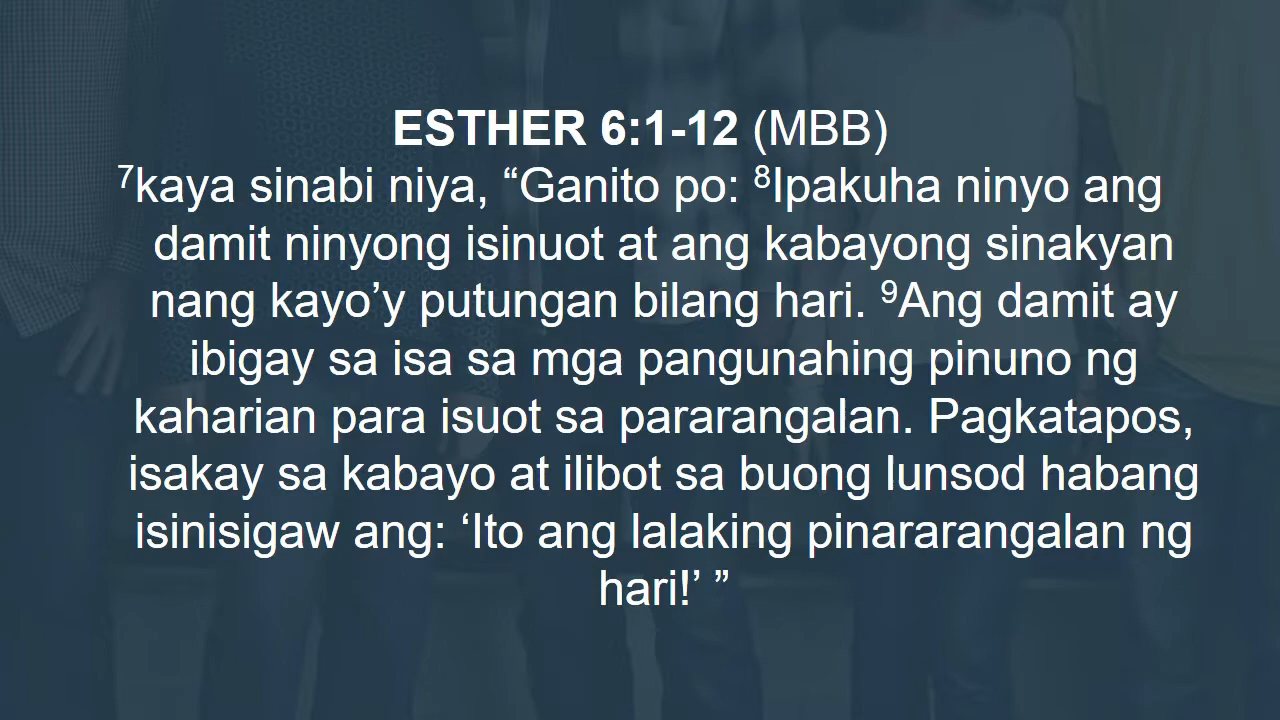 ESTHER 6:1-12 (MBB)
⁷kaya sinabi niya, “Ganito po: ⁸Ipakuha ninyo ang
damit ninyong isinuot at ang kabayong sinakyan
nang kayo’y putungan bilang hari. ⁹Ang damit ay
ibigay sa isa sa mga pangunahing pinuno ng
kaharian para isuot sa pararangalan. Pagkatapos,
isakay sa kabayo at ilibot sa buong lunsod habang
isinisigaw ang: ‘Ito ang lalaking pinararangalan ng
hari!’ ”